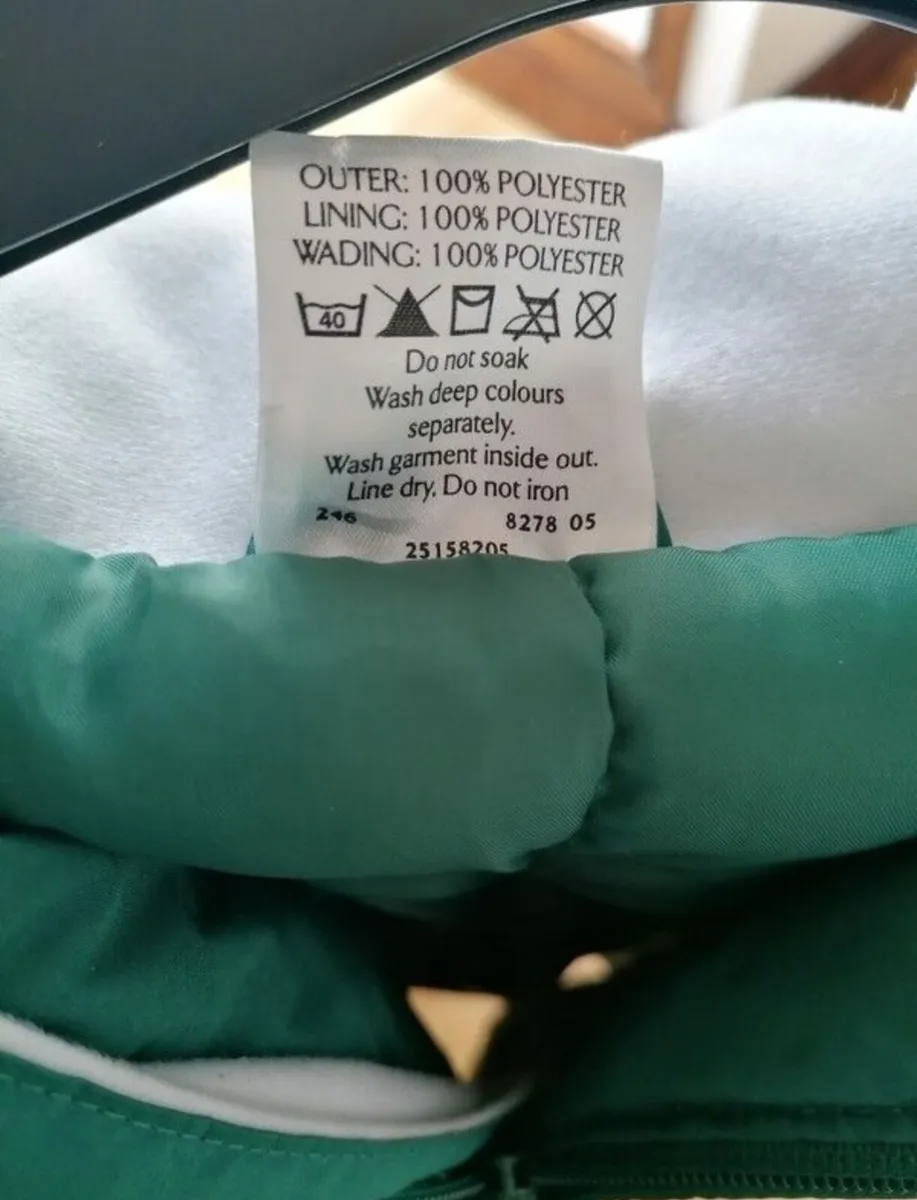 OUTER: 100% POLYESTER
LINING: 100% POLYESTER
WADING: 100% POLYESTER
40
Do not soak
Wash deep colours
separately.
Wash garment inside out.
Line dry. Do not iron
246 8278 05
25158205